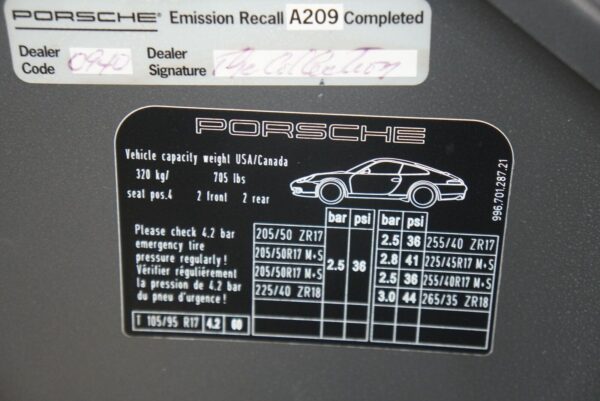 PORSCHE® Emission Recall A209 Completed
Dealer Code 0940 Dealer Signature The Collection
PORSCHE
Vehicle capacity weight USA/Canada
320 kg/ 705 lbs
seat pos.4 2 front 2 rear
996.701.287.21
Please check 4.2 bar
emergency tire
pressure regularly!
Vérifier régulièrement
la pression de 4.2 bar
du pneu d'urgence!
T 105/95 R17 4.2 60
bar psi bar psi
205/50 ZR17 2.5 36 255/40 ZR17
205/50R17 M+S 2.8 41 225/45R17 M+S
205/50R17 M+S 2.5 36 2.5 36 255/40R17 M+S
225/40 ZR18 3.0 44 265/35 ZR18